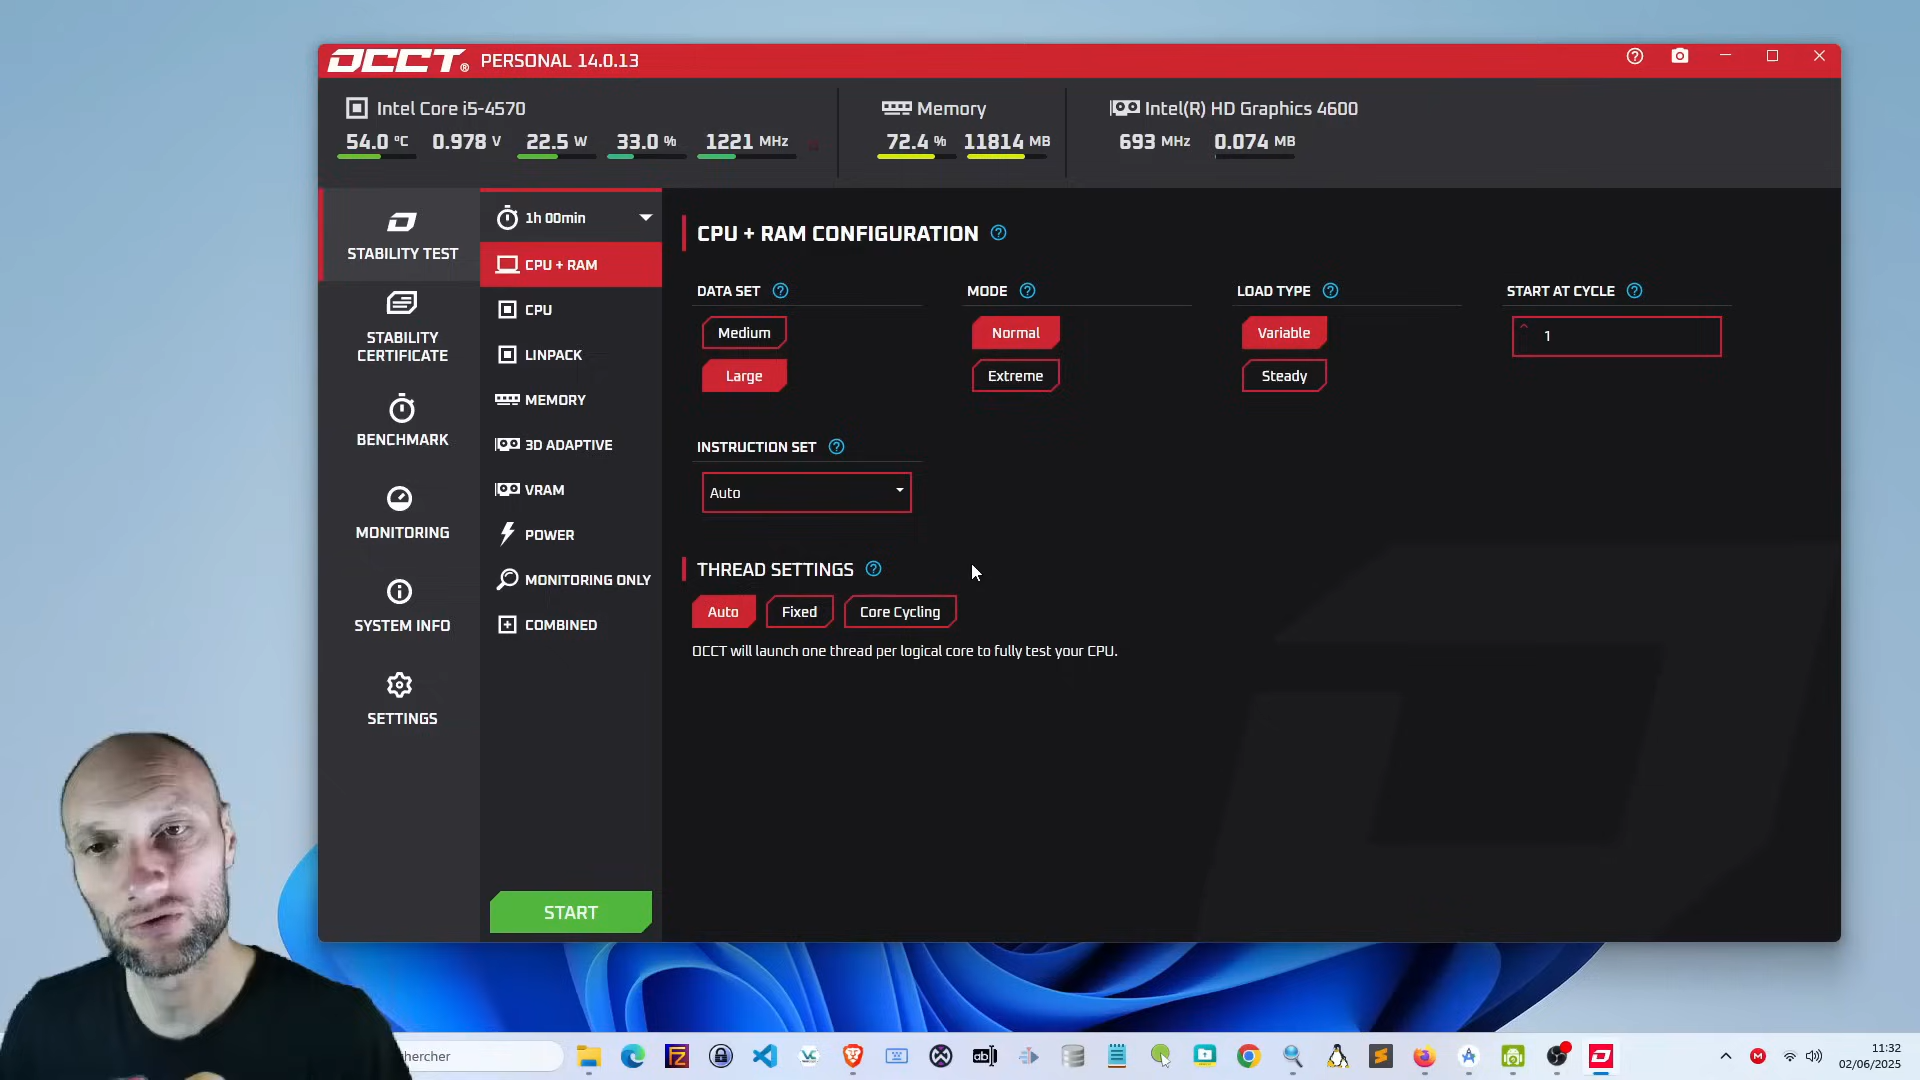 OCCT® PERSONAL 14.0.13
Intel Core i5-4570
54.0 °C 0.978 V 22.5 W 33.0 % 1221 MHz
Memory
72.4 % 11814 MB
Intel(R) HD Graphics 4600
693 MHz 0.074 MB
STABILITY TEST
STABILITY
CERTIFICATE
BENCHMARK
MONITORING
SYSTEM INFO
SETTINGS
1h 00min
CPU + RAM
CPU
LINPACK
MEMORY
3D ADAPTIVE
VRAM
POWER
MONITORING ONLY
COMBINED
START
CPU + RAM CONFIGURATION
DATA SET
Medium
Large
MODE
Normal
Extreme
LOAD TYPE
Variable
Steady
START AT CYCLE
1
INSTRUCTION SET
Auto
THREAD SETTINGS
Auto Fixed Core Cycling
OCCT will launch one thread per logical core to fully test your CPU.
hercher
11:32
02/06/2025